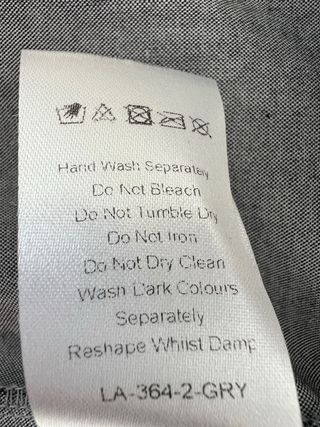 Hand Wash Separately
Do Not Bleach
Do Not Tumble Dry
Do Not Iron
Do Not Dry Clean
Wash Dark Colours
Separately
Reshape Whilst Damp
LA-364-2-GRY